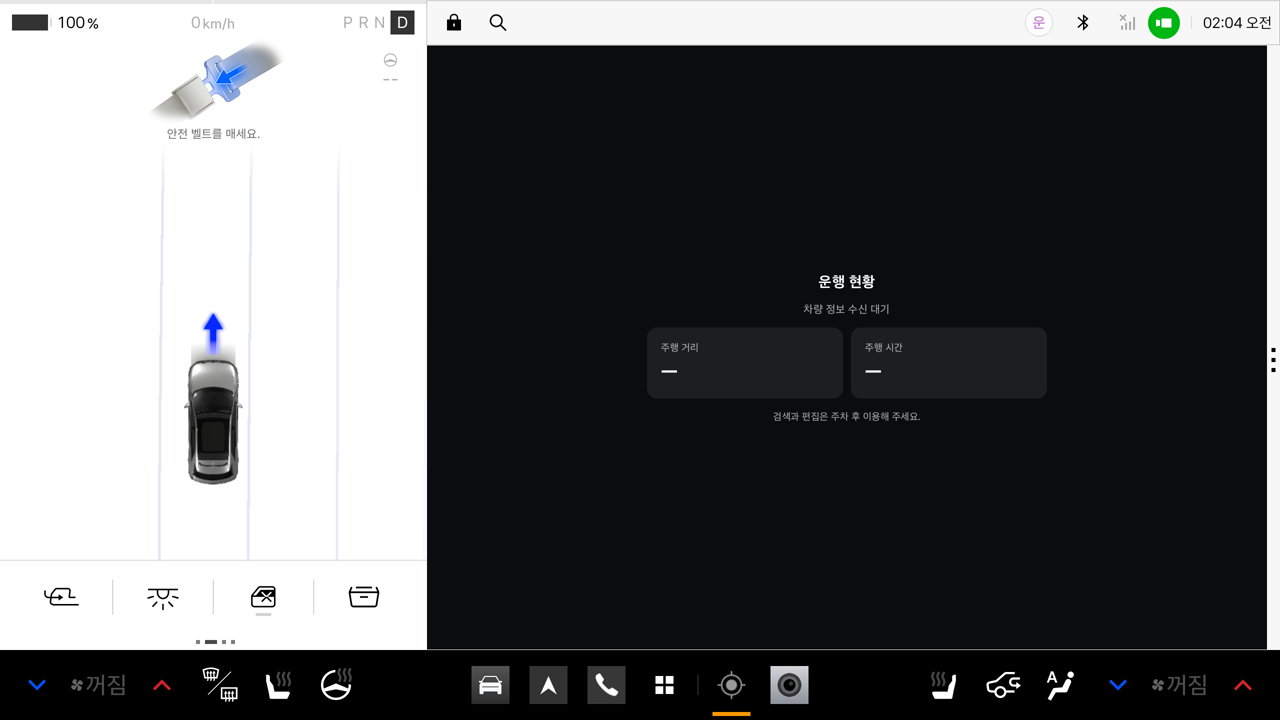 100 %
0 km/h
P R N D
운
02:04 오전
안전 벨트를 매세요.
--
운행 현황
차량 정보 수신 대기
주행 거리
—
주행 시간
—
검색과 편집은 주차 후 이용해 주세요.
꺼짐
A
꺼짐